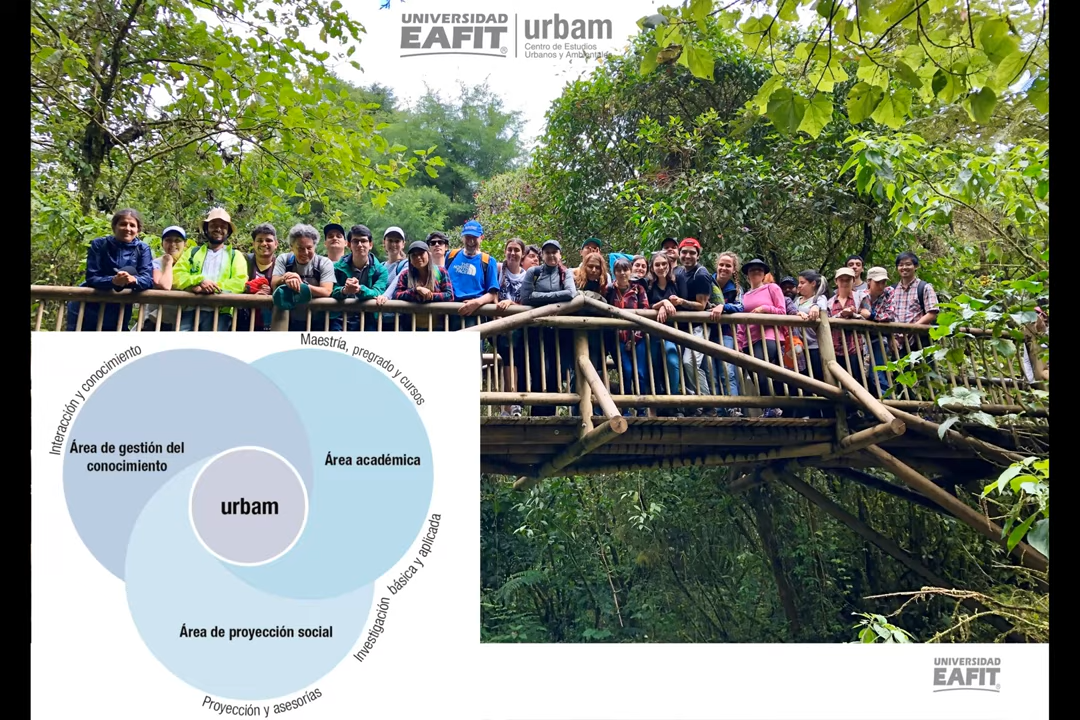 UNIVERSIDAD
EAFIT®
urbam
Centro de Estudios
Urbanos y Ambientales
Maestría, pregrado y cursos
Interacción y conocimiento
Área de gestión del
conocimiento
Área académica
urbam
Investigación básica y aplicada
Área de proyección social
Proyección y asesorías
UNIVERSIDAD
EAFIT®